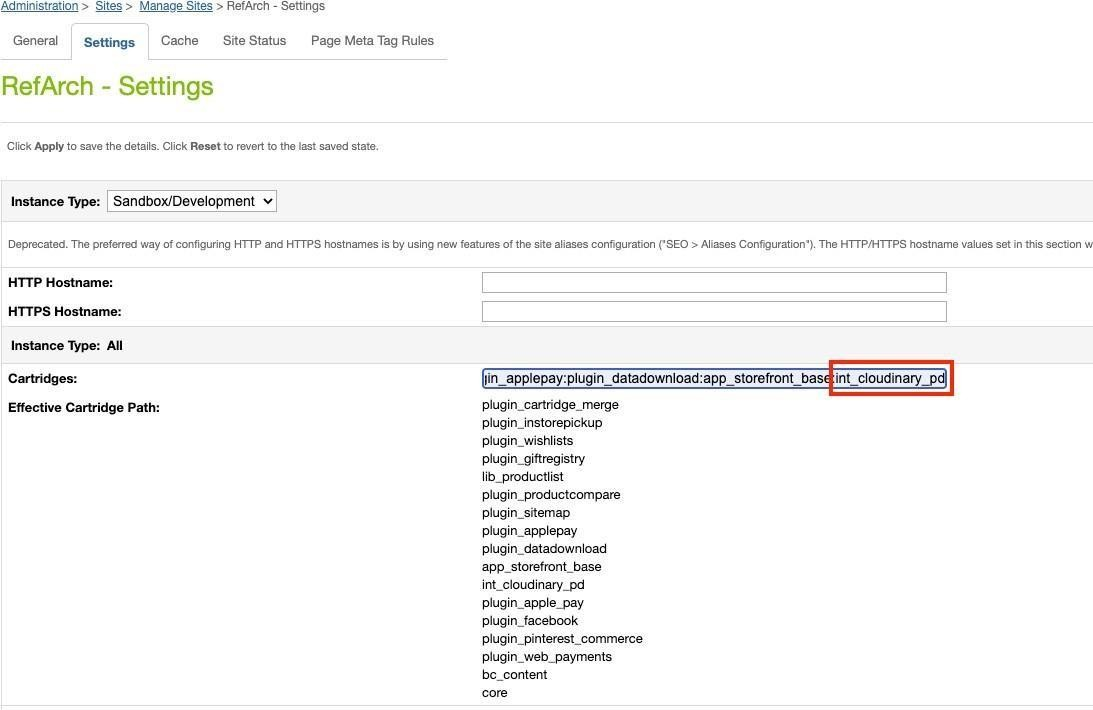 Administration > Sites > Manage Sites > RefArch - Settings
General Settings Cache Site Status Page Meta Tag Rules
RefArch - Settings
Click Apply to save the details. Click Reset to revert to the last saved state.
Instance Type: Sandbox/Development
Deprecated. The preferred way of configuring HTTP and HTTPS hostnames is by using new features of the site aliases configuration ("SEO > Aliases Configuration"). The HTTP/HTTPS hostname values set in this section w
HTTP Hostname:
HTTPS Hostname:
Instance Type: All
Cartridges: in_applepay:plugin_datadownload:app_storefront_base:int_cloudinary_pd
Effective Cartridge Path:
plugin_cartridge_merge
plugin_instorepickup
plugin_wishlists
plugin_giftregistry
lib_productlist
plugin_productcompare
plugin_sitemap
plugin_applepay
plugin_datadownload
app_storefront_base
int_cloudinary_pd
plugin_apple_pay
plugin_facebook
plugin_pinterest_commerce
plugin_web_payments
bc_content
core